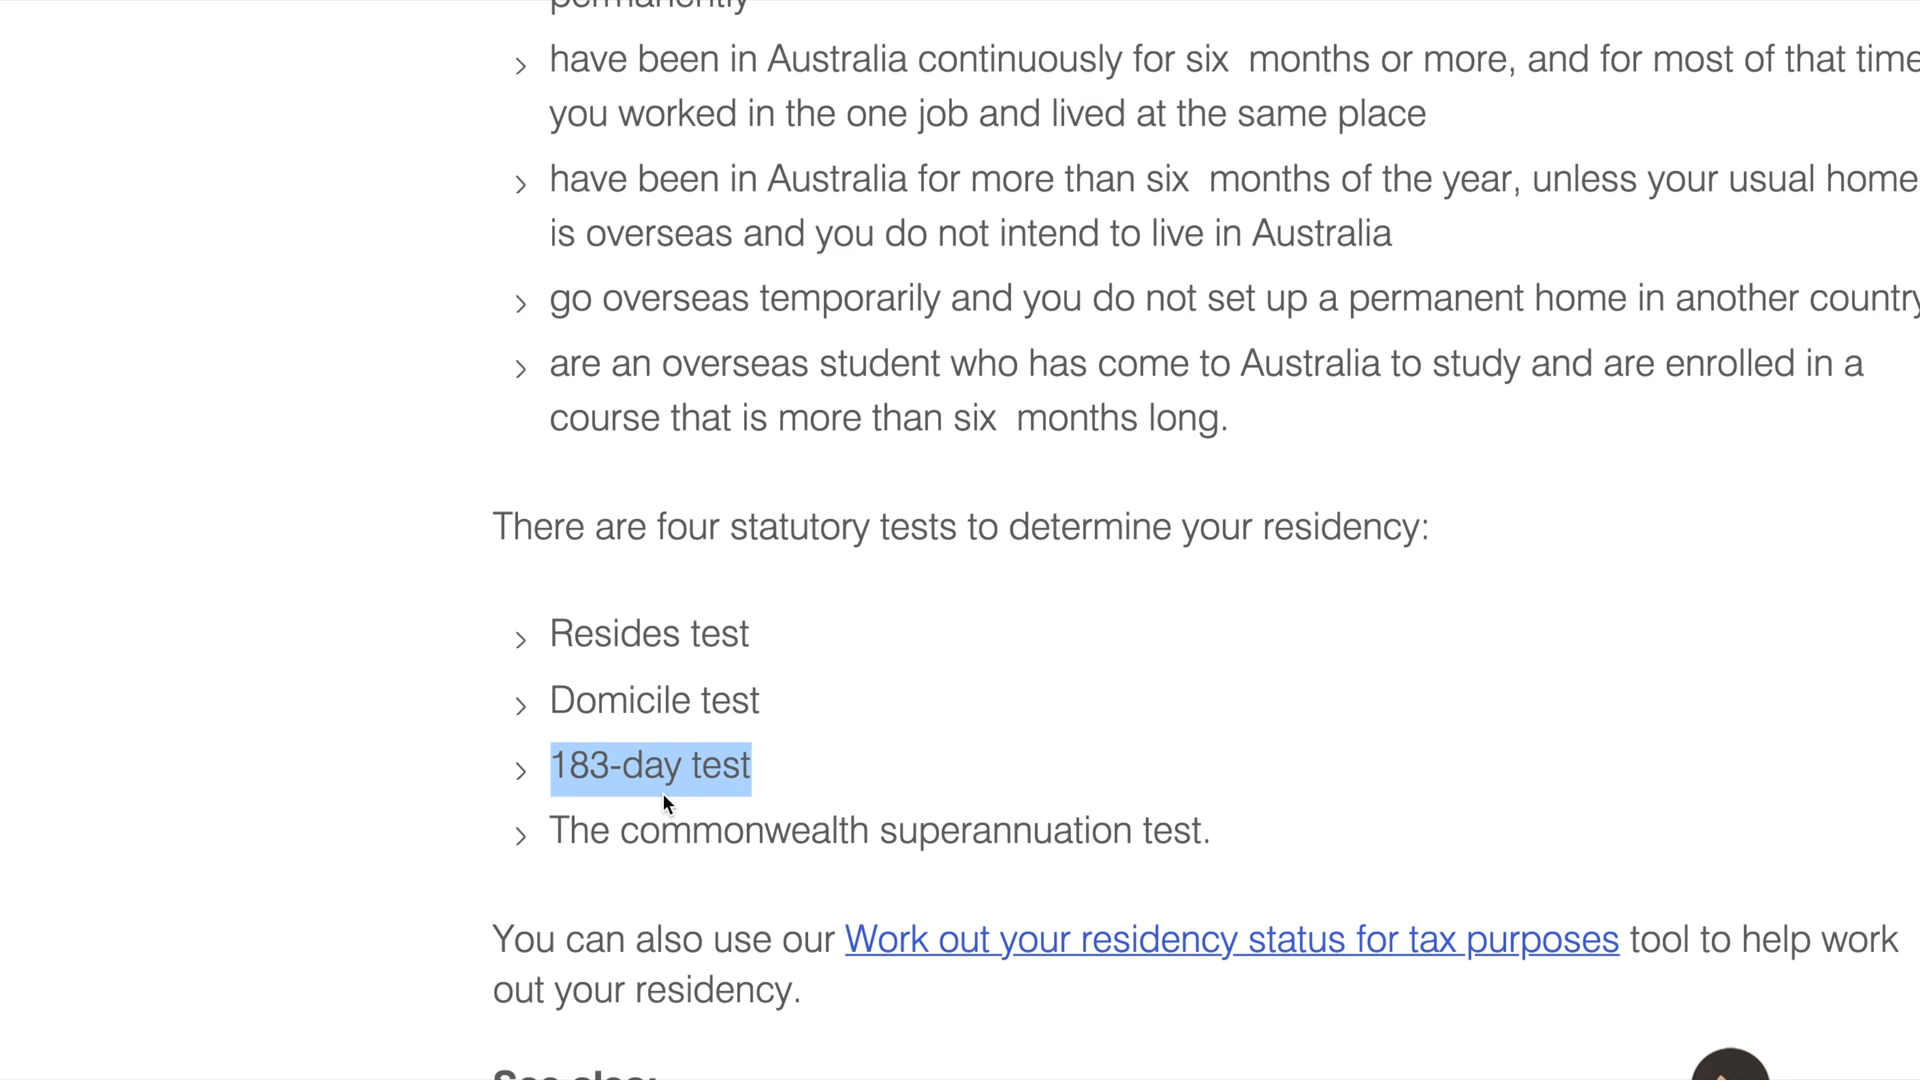 permanently
have been in Australia continuously for six months or more, and for most of that time
you worked in the one job and lived at the same place
have been in Australia for more than six months of the year, unless your usual home
is overseas and you do not intend to live in Australia
go overseas temporarily and you do not set up a permanent home in another country
are an overseas student who has come to Australia to study and are enrolled in a
course that is more than six months long.
There are four statutory tests to determine your residency:
Resides test
Domicile test
183-day test
The commonwealth superannuation test.
You can also use our Work out your residency status for tax purposes tool to help work
out your residency.
See also: